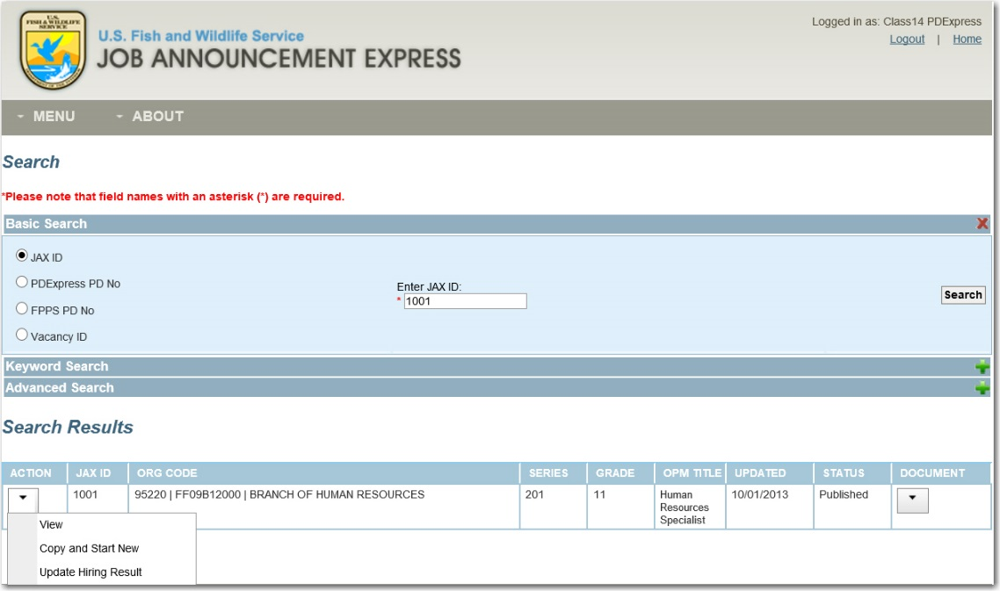 U.S.
FISH & WILDLIFE
SERVICE
U.S. Fish and Wildlife Service
JOB ANNOUNCEMENT EXPRESS
Logged in as: Class14 PDExpress
Logout | Home
MENU ABOUT
Search
*Please note that field names with an asterisk (*) are required.
Basic Search
JAX ID
PDExpress PD No
FPPS PD No
Vacancy ID
Enter JAX ID:
* 1001
Search
Keyword Search
Advanced Search
Search Results
ACTION JAX ID ORG CODE SERIES GRADE OPM TITLE UPDATED STATUS DOCUMENT
1001 95220 | FF09B12000 | BRANCH OF HUMAN RESOURCES 201 11 Human 10/01/2013 Published
Resources
Specialist
View
Copy and Start New
Update Hiring Result